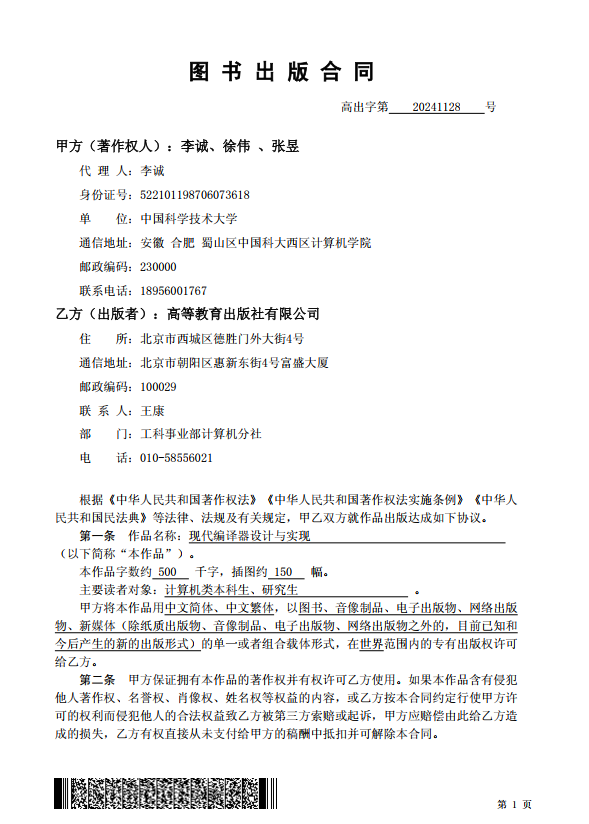 图 书 出 版 合 同
高出字第 20241128 号
甲方（著作权人）：李诚、徐伟 、张昱
代 理 人：李诚
身份证号：522101198706073618
单 位：中国科学技术大学
通信地址：安徽 合肥 蜀山区中国科大西区计算机学院
邮政编码：230000
联系电话：18956001767
乙方（出版者）：高等教育出版社有限公司
住 所：北京市西城区德胜门外大街4号
通信地址：北京市朝阳区惠新东街4号富盛大厦
邮政编码：100029
联 系 人：王康
部 门：工科事业部计算机分社
电 话：010-58556021
根据《中华人民共和国著作权法》《中华人民共和国著作权法实施条例》《中华人
民共和国民法典》等法律、法规及有关规定，甲乙双方就作品出版达成如下协议。
第一条 作品名称：现代编译器设计与实现
（以下简称“本作品”）。
本作品字数约 500 千字，插图约 150 幅。
主要读者对象：计算机类本科生、研究生 。
甲方将本作品用中文简体、中文繁体，以图书、音像制品、电子出版物、网络出版
物、新媒体（除纸质出版物、音像制品、电子出版物、网络出版物之外的，目前已知和
今后产生的新的出版形式）的单一或者组合载体形式，在世界范围内的专有出版权许可
给乙方。
第二条 甲方保证拥有本作品的著作权并有权许可乙方使用。如果本作品含有侵犯
他人著作权、名誉权、肖像权、姓名权等权益的内容，或乙方按本合同约定行使甲方许
可的权利而侵犯他人的合法权益致乙方被第三方索赔或起诉，甲方应赔偿由此给乙方造
成的损失，乙方有权直接从未支付给甲方的稿酬中抵扣并可解除本合同。
第 1 页